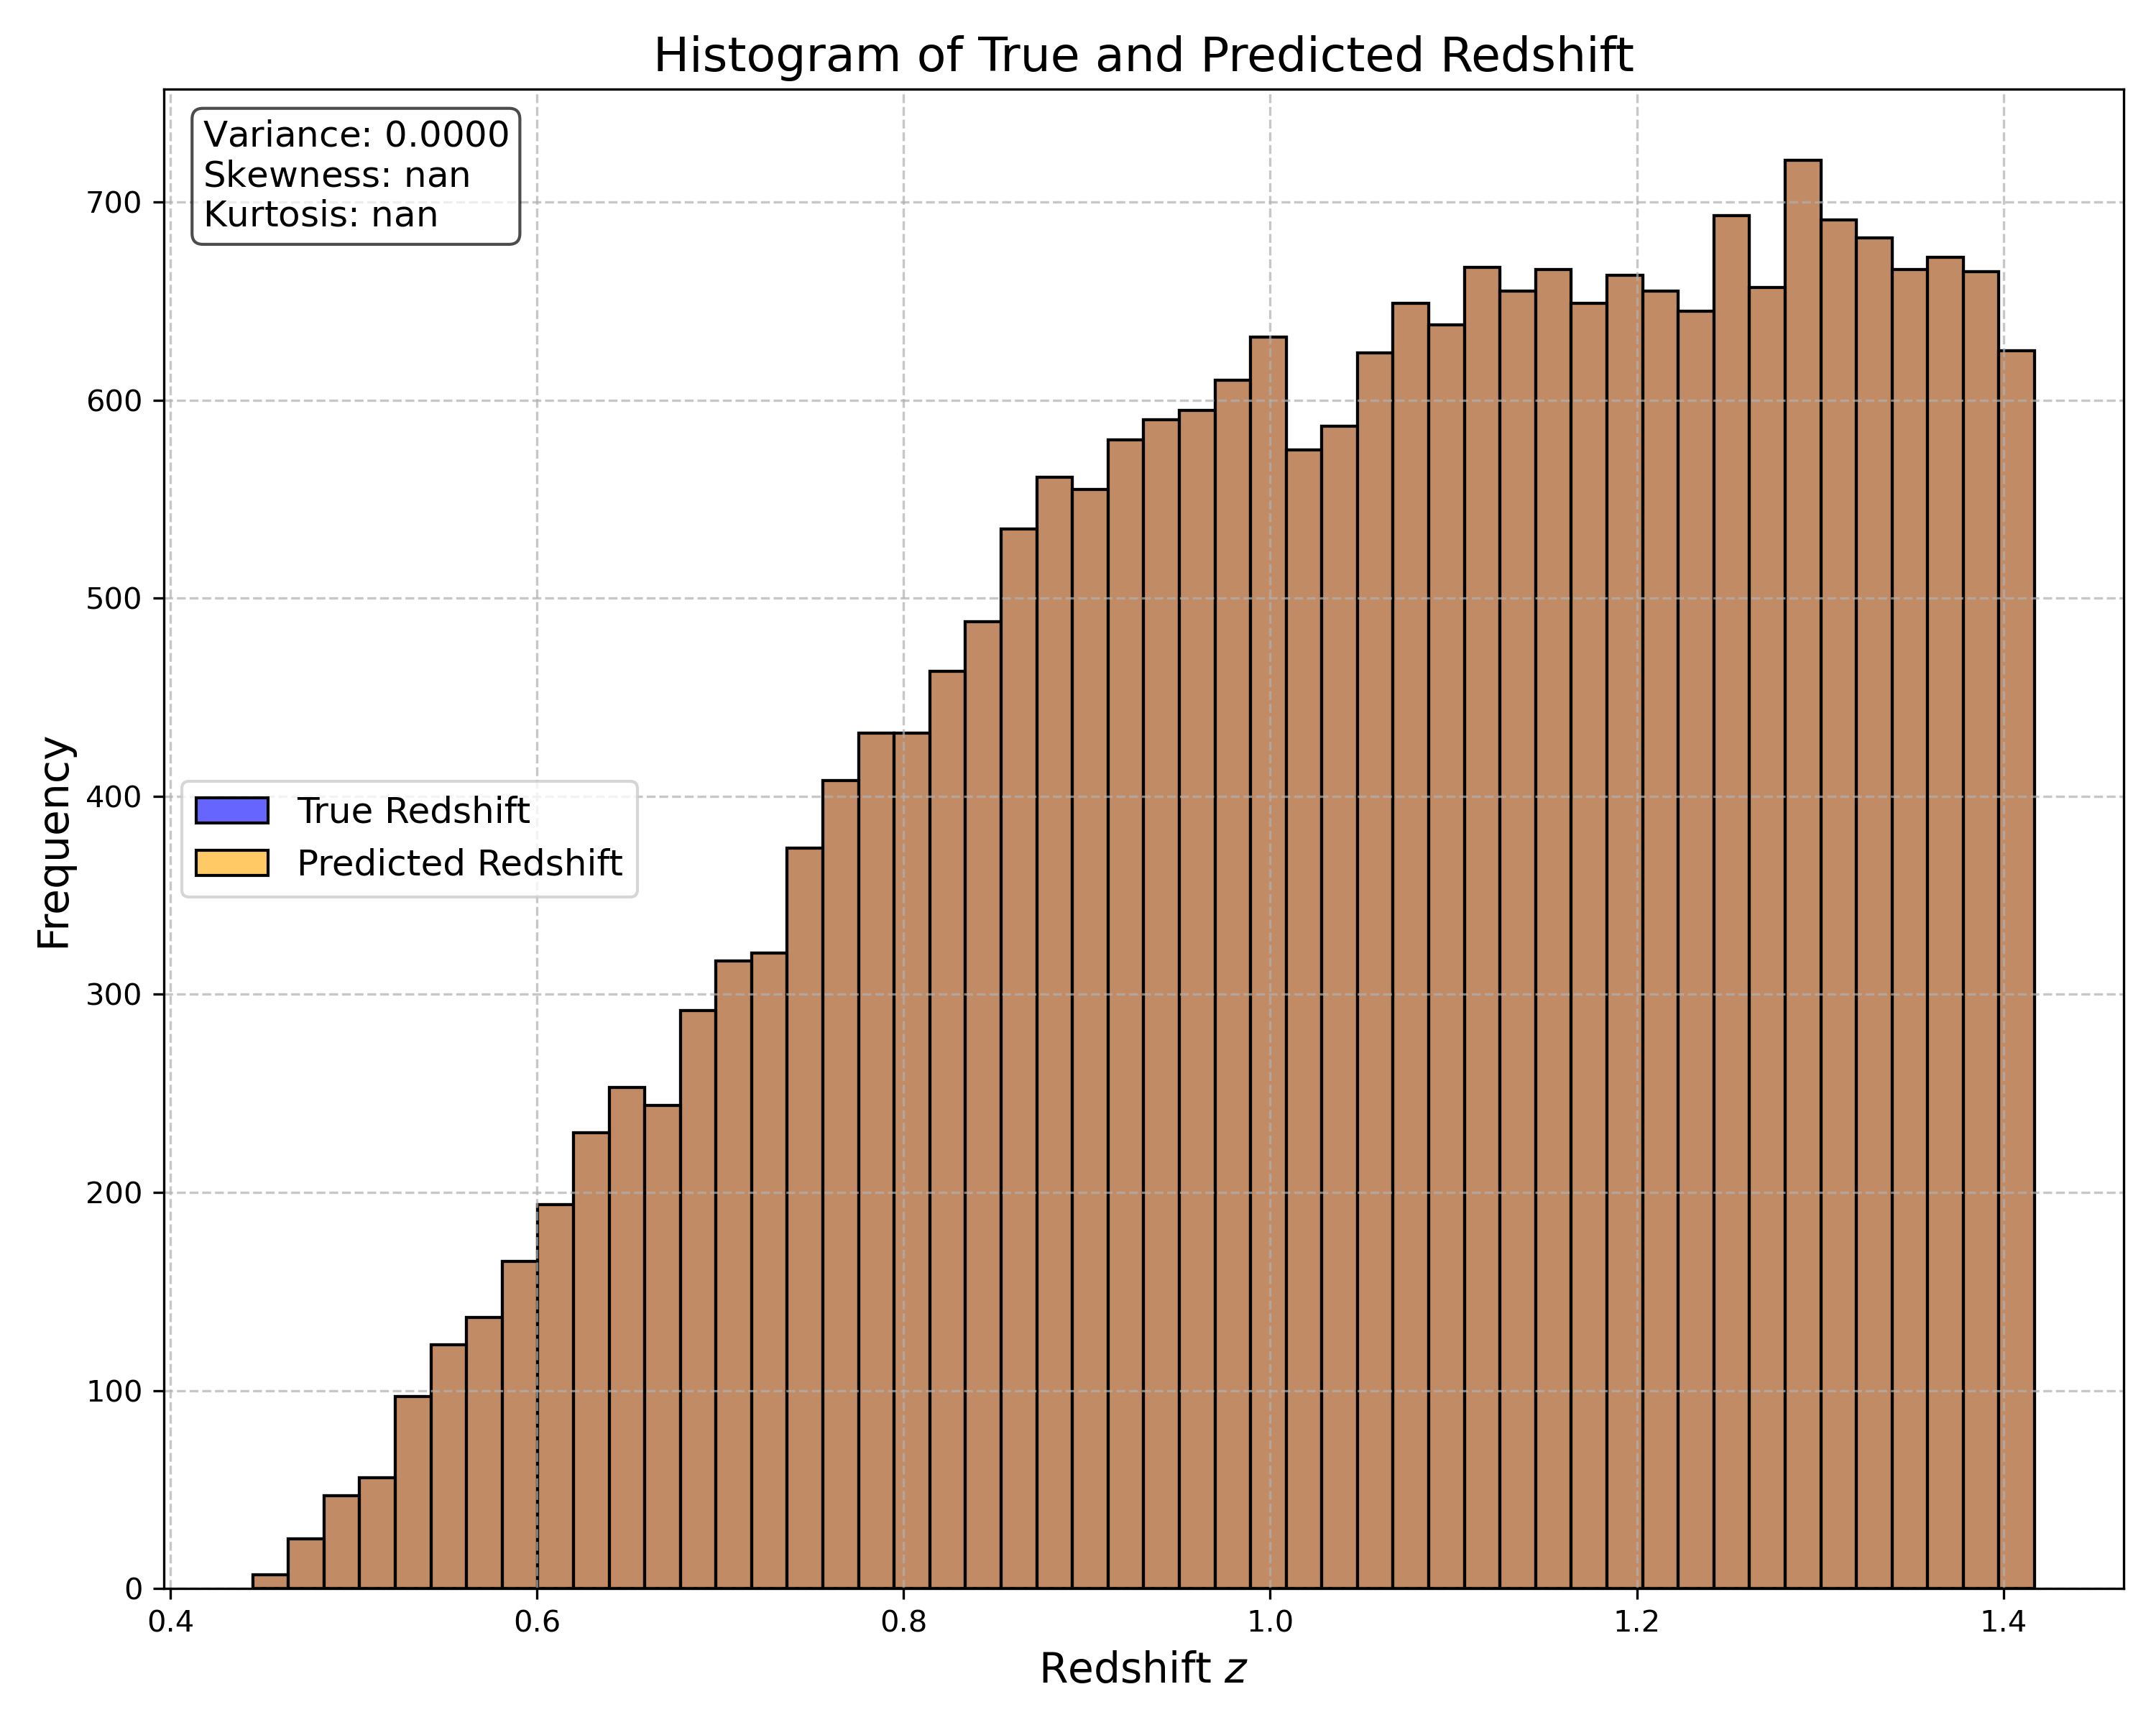 Histogram of True and Predicted Redshift
Variance: 0.0000
Skewness: nan
Kurtosis: nan
700
600
500
400
300
200
100
0
Frequency
True Redshift
Predicted Redshift
0.4
0.6
0.8
1.0
1.2
1.4
Redshift z